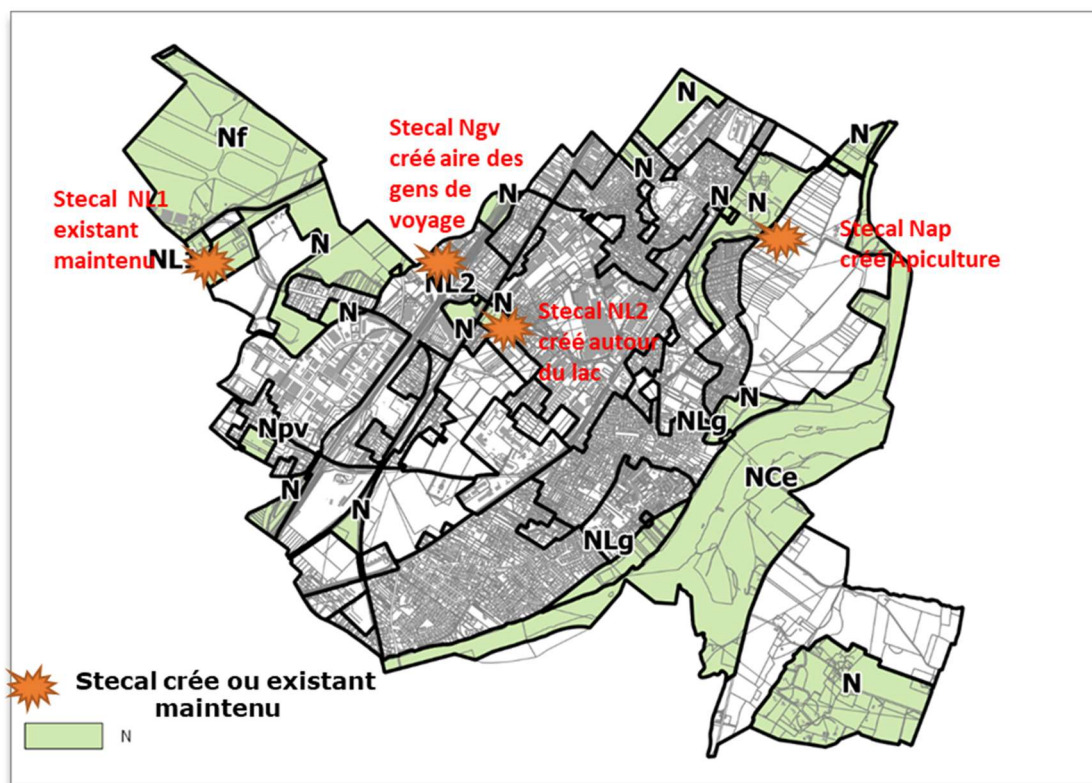 N
Nf
Stecal Ngv
créé aire des
gens de
voyage
N
N
Stecal NL1
existant
maintenu
NL
N
N
N
N
Stecal Nap
créé Apiculture
NL2
N
N
N
Stecal NL2
créé autour
du lac
N
NLg
Npv
N
NCe
N
NLg
N
Stecal crée ou existant
maintenu
N